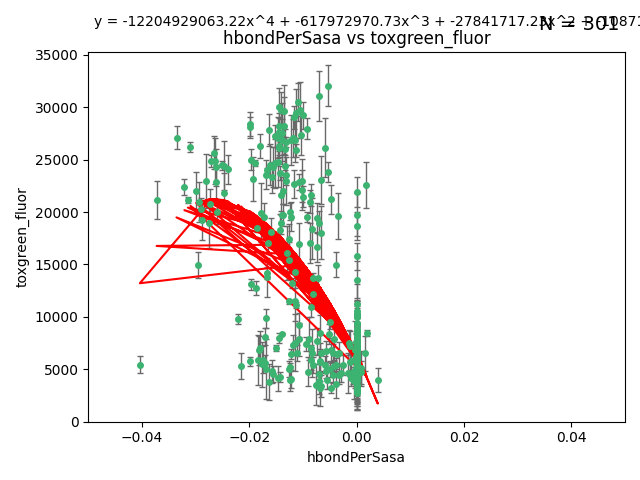 y = -12204929063.22x^4 + -617972970.73x^3 + -27841717.23x^2 +
N = 301
hbondPerSasa vs toxgreen_fluor
35000
30000
25000
20000
15000
10000
5000
0
toxgreen_fluor
−0.04
−0.02
0.00
0.02
0.04
hbondPerSasa